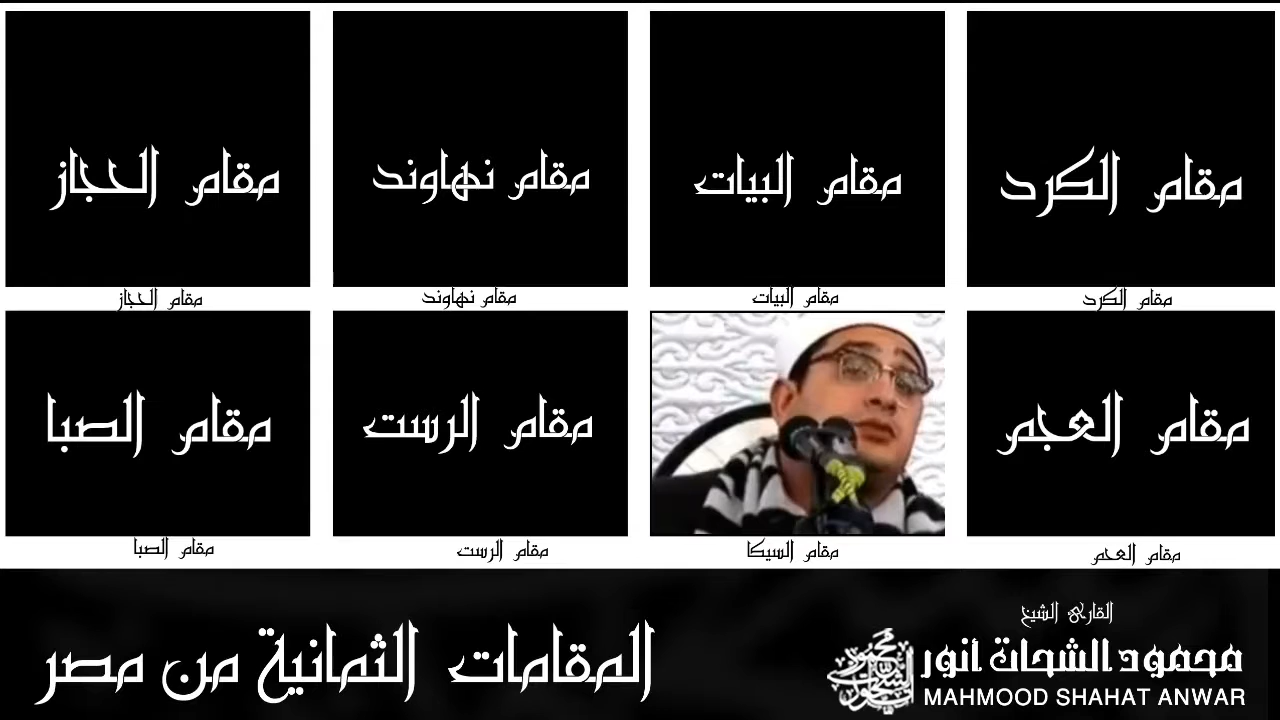 مقام الكرد
مقام البيات
مقام نهاوند
مقام الحجاز
مقام الكرد
مقام البيات
مقام نهاوند
مقام الحجاز
مقام العجم
مقام الرست
مقام الصبا
مقام العجم
مقام السيكا
مقام الرست
مقام الصبا
القارئ الشيخ
محمود الشحات أنور
MAHMOOD SHAHAT ANWAR
المقامات الثمانية من مصر